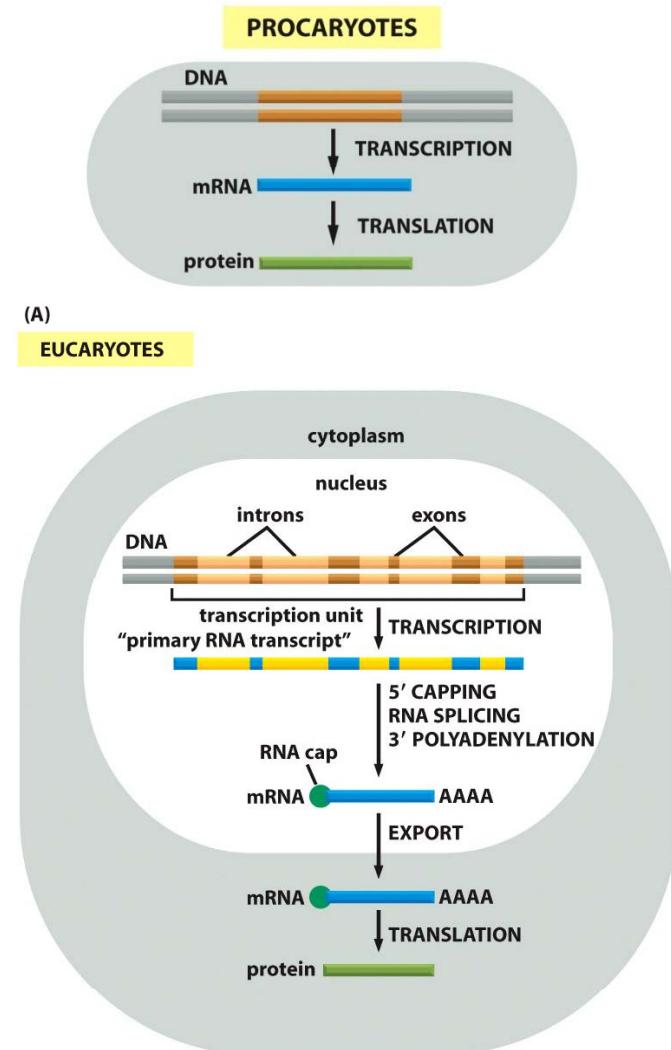 PROCARYOTES
DNA
TRANSCRIPTION
mRNA
TRANSLATION
protein
(A)
EUCARYOTES
cytoplasm
nucleus
introns exons
DNA
transcription unit
“primary RNA transcript”
TRANSCRIPTION
5′ CAPPING
RNA SPLICING
3′ POLYADENYLATION
RNA cap
mRNA AAAA
EXPORT
mRNA AAAA
TRANSLATION
protein